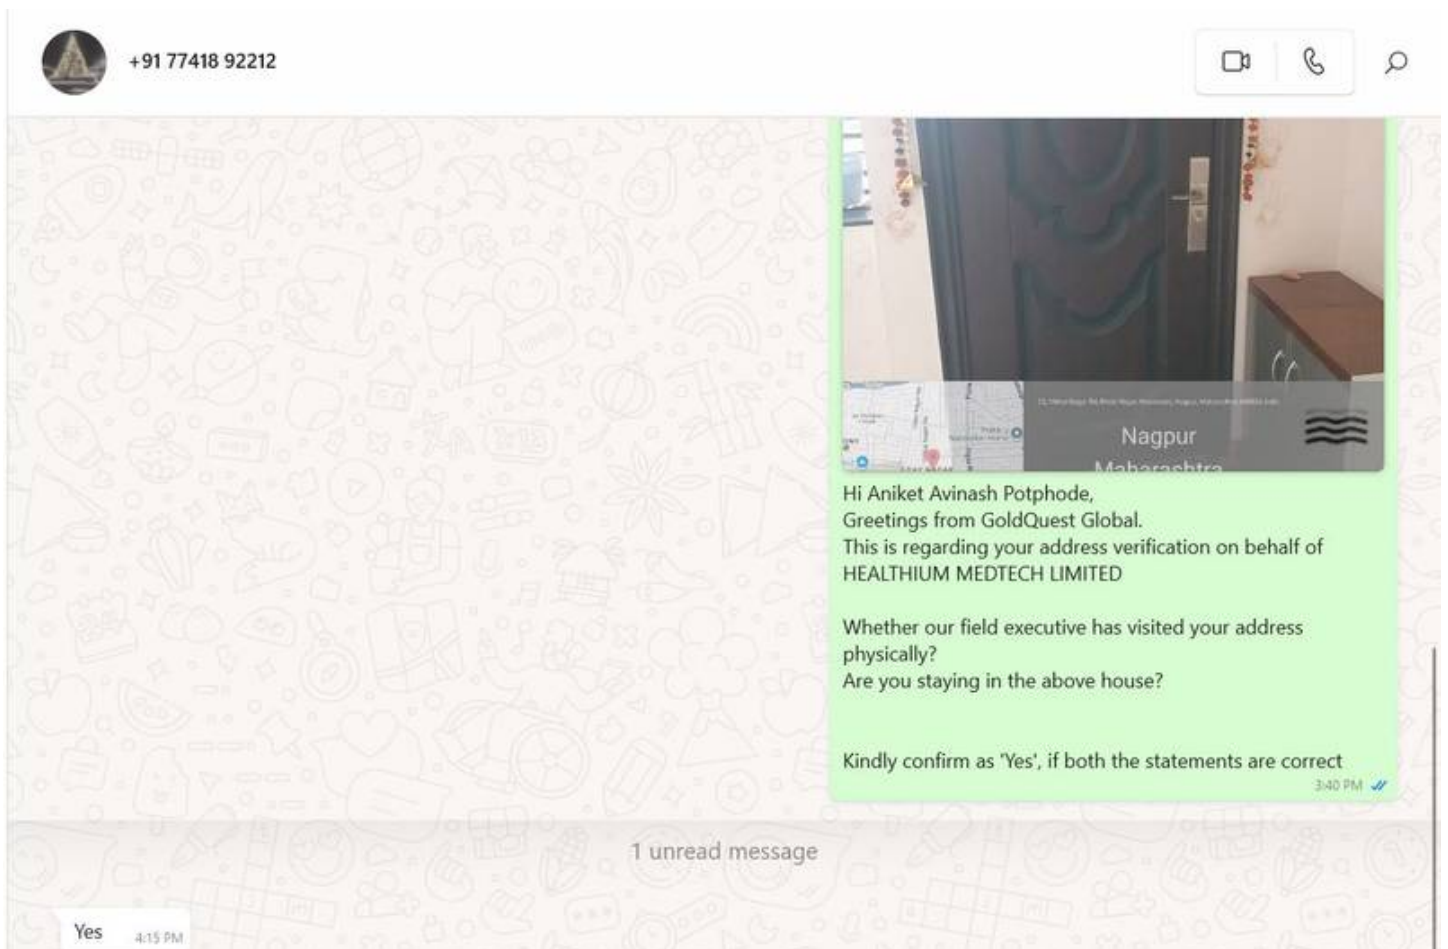 +91 77418 92212
Nagpur
Maharashtra
Hi Aniket Avinash Potphode,
Greetings from GoldQuest Global.
This is regarding your address verification on behalf of
HEALTHIUM MEDTECH LIMITED
Whether our field executive has visited your address
physically?
Are you staying in the above house?
Kindly confirm as 'Yes', if both the statements are correct
3:40 PM
1 unread message
Yes 4:15 PM